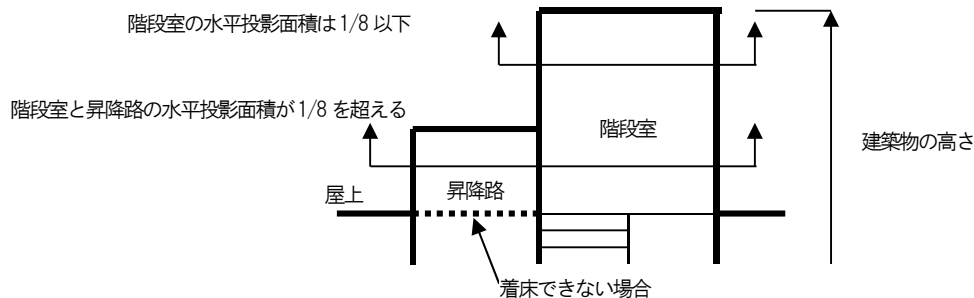 階段室の水平投影面積は1/8以下
階段室と昇降路の水平投影面積が1/8を超える
階段室
建築物の高さ
屋上
昇降路
着床できない場合